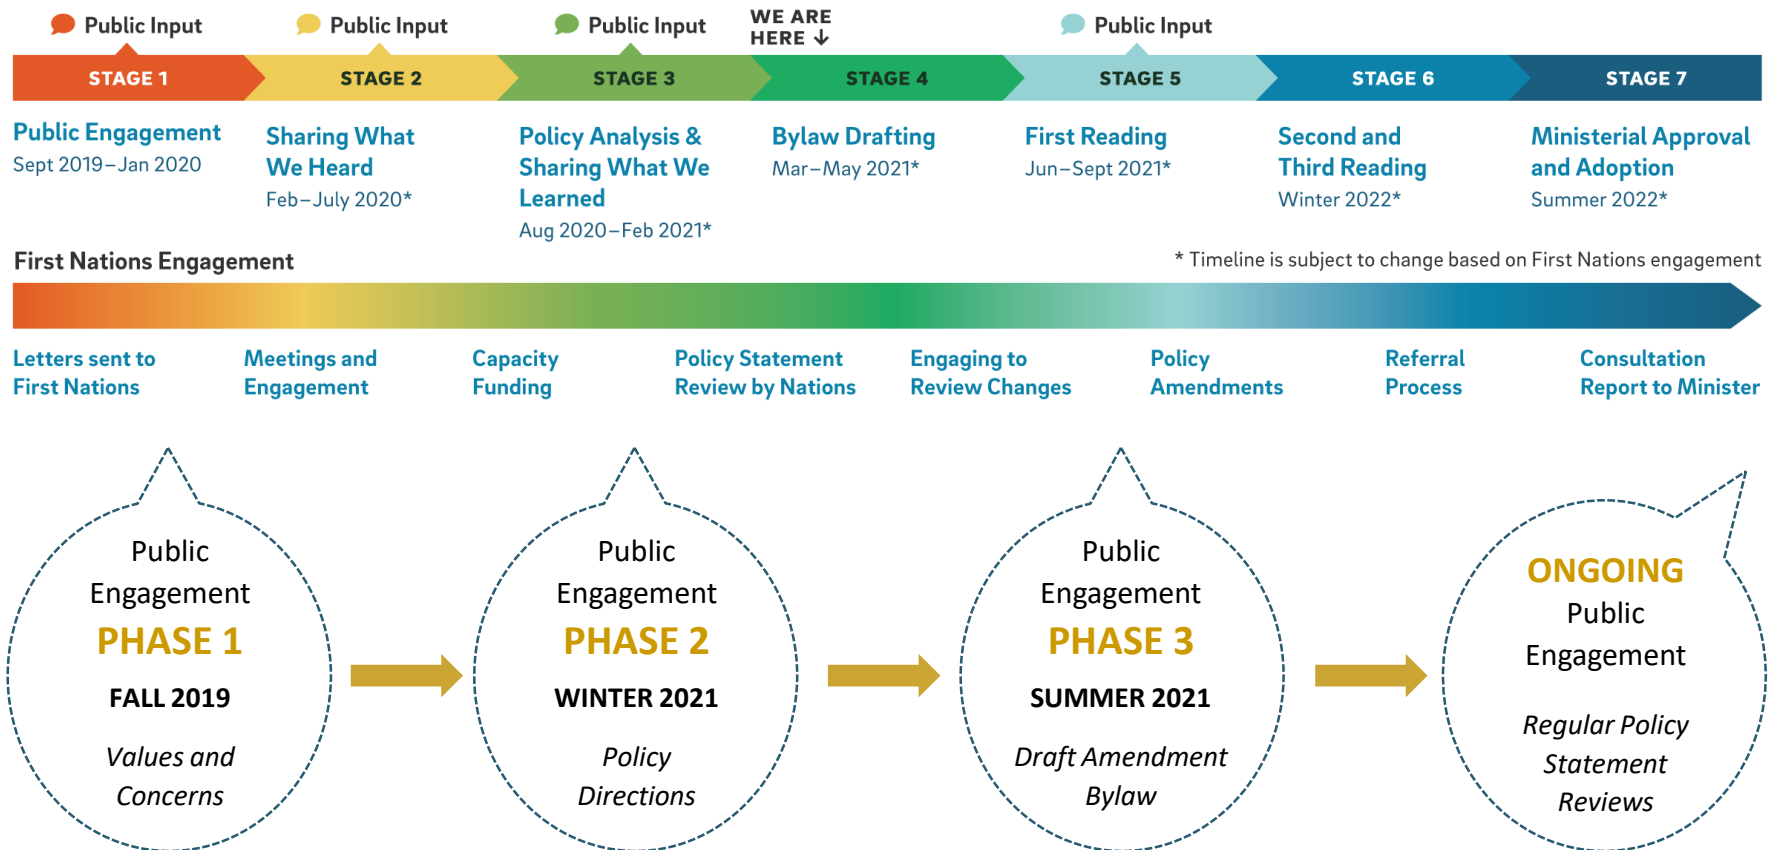 Public Input
Public Input
Public Input
WE ARE
HERE ↓
Public Input
STAGE 1
STAGE 2
STAGE 3
STAGE 4
STAGE 5
STAGE 6
STAGE 7
Public Engagement
Sept 2019–Jan 2020
Sharing What
We Heard
Feb–July 2020*
Policy Analysis &
Sharing What We
Learned
Aug 2020–Feb 2021*
Bylaw Drafting
Mar–May 2021*
First Reading
Jun–Sept 2021*
Second and
Third Reading
Winter 2022*
Ministerial Approval
and Adoption
Summer 2022*
First Nations Engagement
* Timeline is subject to change based on First Nations engagement
Letters sent to
First Nations
Meetings and
Engagement
Capacity
Funding
Policy Statement
Review by Nations
Engaging to
Review Changes
Policy
Amendments
Referral
Process
Consultation
Report to Minister
Public
Engagement
PHASE 1
FALL 2019
Values and
Concerns
Public
Engagement
PHASE 2
WINTER 2021
Policy
Directions
Public
Engagement
PHASE 3
SUMMER 2021
Draft Amendment
Bylaw
ONGOING
Public
Engagement
Regular Policy
Statement
Reviews